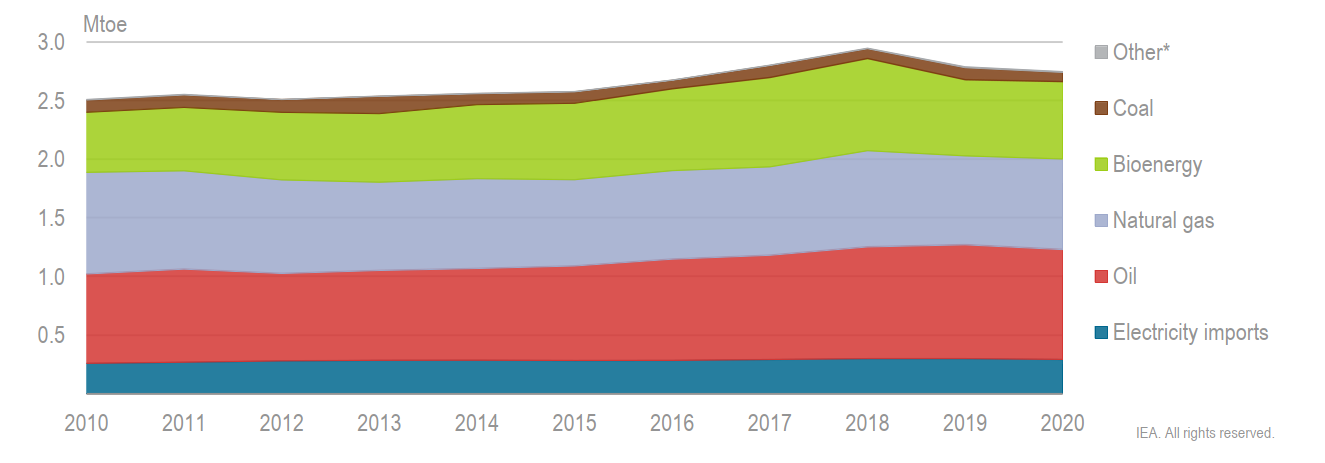 Mtoe
3.0
2.5
2.0
1.5
1.0
0.5
2010 2011 2012 2013 2014 2015 2016 2017 2018 2019 2020
Other*
Coal
Bioenergy
Natural gas
Oil
Electricity imports
IEA. All rights reserved.